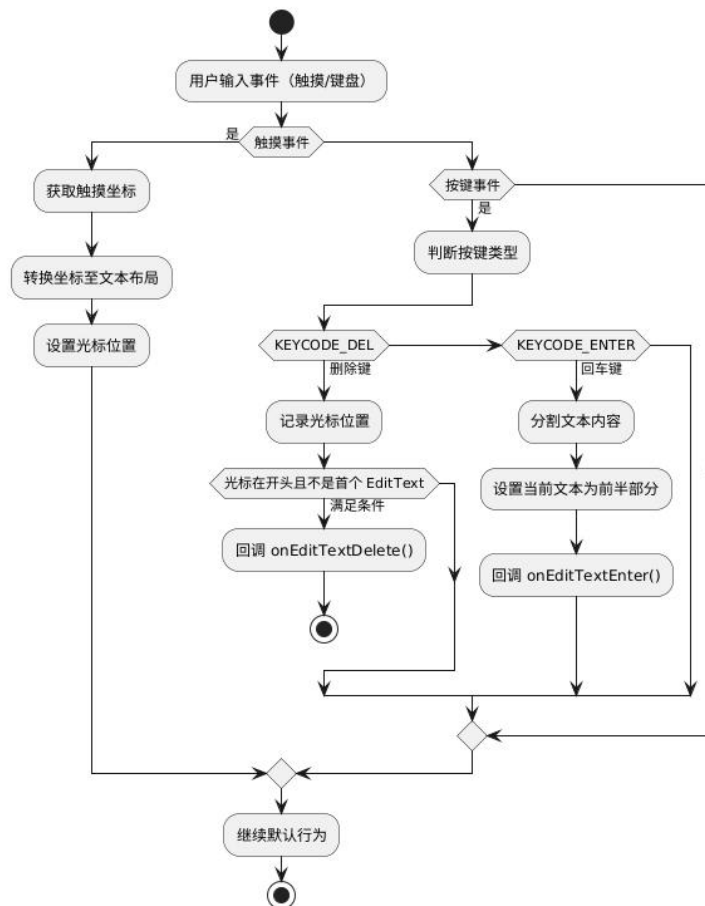 用户输入事件（触摸/键盘）
是
触摸事件
获取触摸坐标
按键事件
是
转换坐标至文本布局
判断按键类型
设置光标位置
KEYCODE_DEL
KEYCODE_ENTER
删除键
回车键
记录光标位置
分割文本内容
光标在开头且不是首个 EditText
满足条件
设置当前文本为前半部分
回调 onEditTextDelete()
回调 onEditTextEnter()
继续默认行为